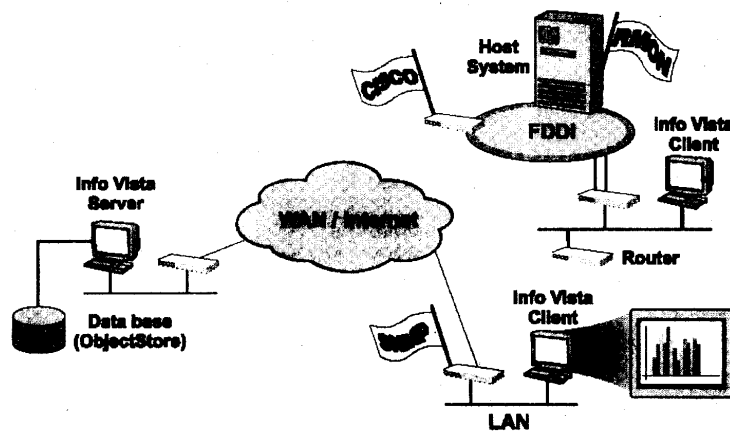 Host
System
RMON
CISCO
FDDI
Info Vista
Client
Info Vista
Server
WAN / Internet
Router
Data base
(ObjectStore)
SNMP
Info Vista
Client
LAN